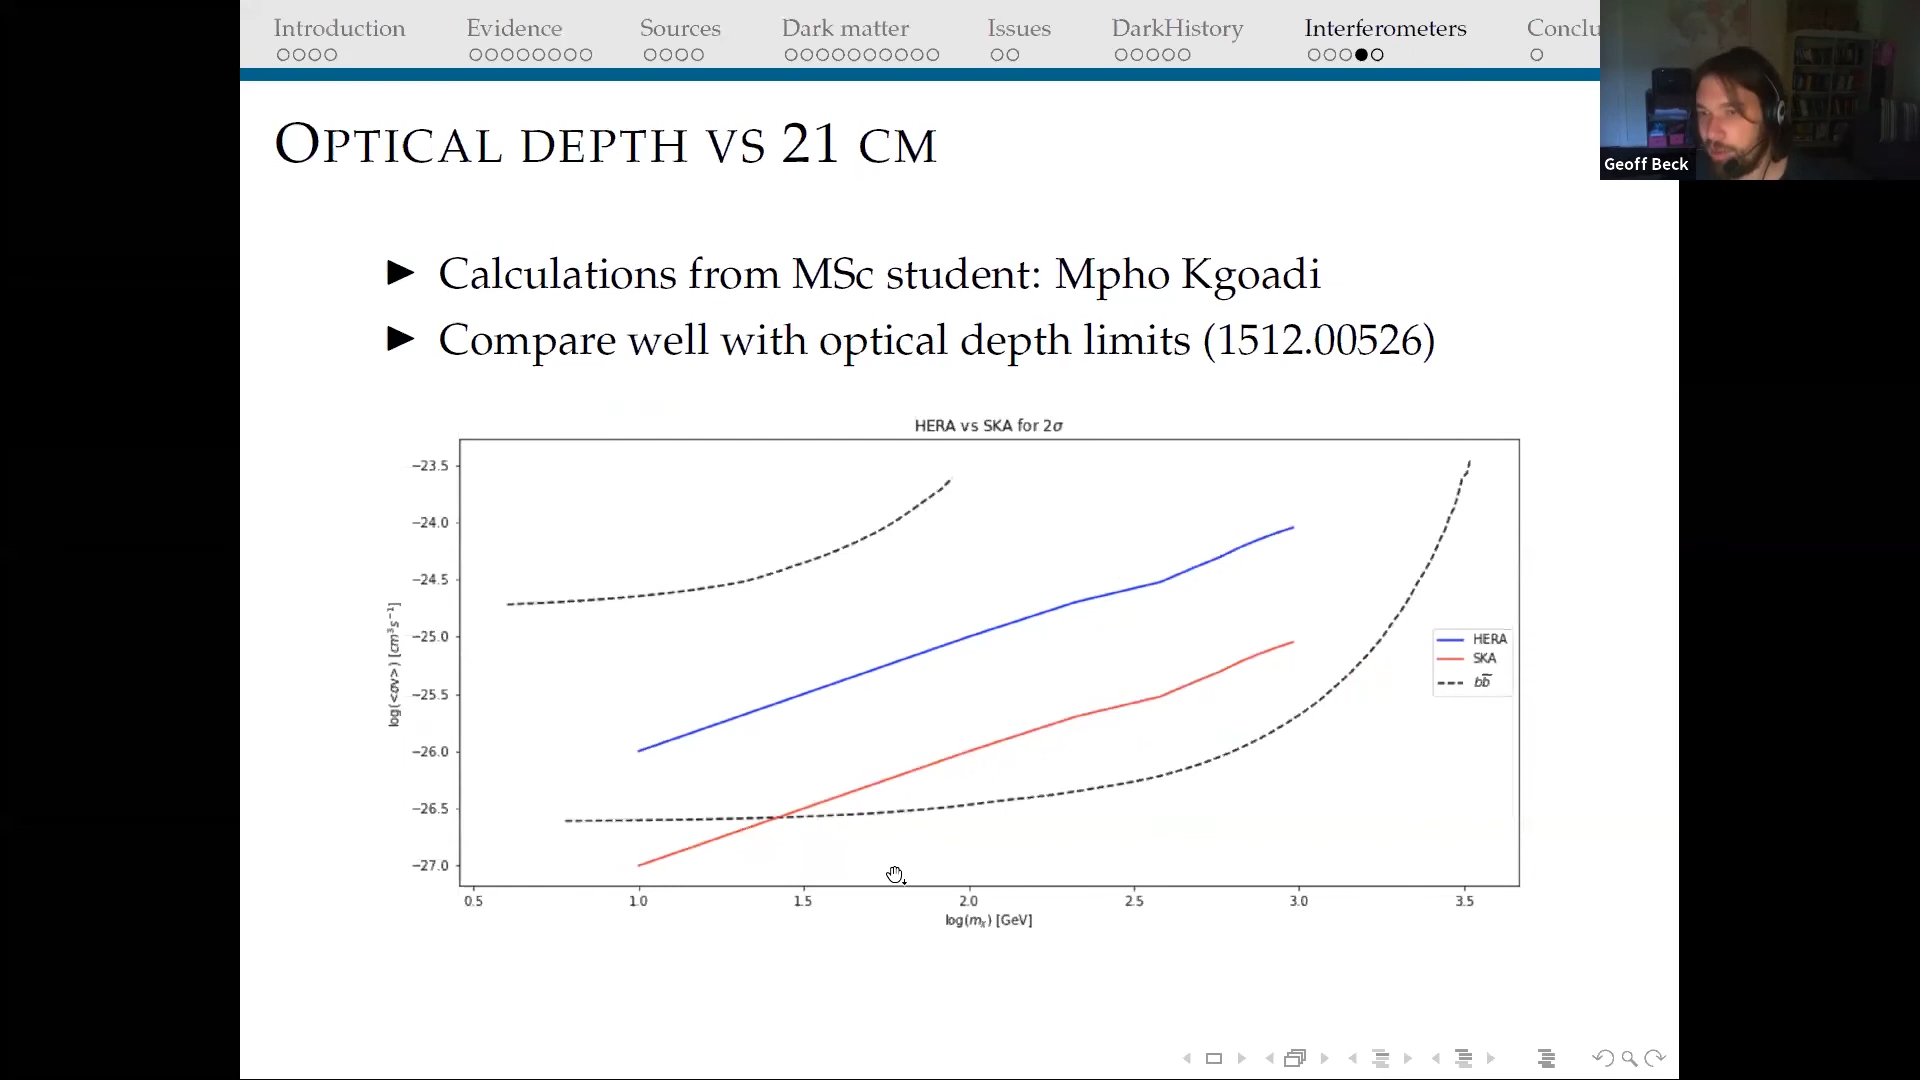 Introduction Evidence Sources Dark matter Issues DarkHistory Interferometers Conclu
Geoff Beck
OPTICAL DEPTH VS 21 CM
Calculations from MSc student: Mpho Kgoadi
Compare well with optical depth limits (1512.00526)
HERA vs SKA for 2σ
−23.5
−24.0
−24.5
−25.0
−25.5
−26.0
−26.5
−27.0
log(<σv>) [cm³s⁻¹]
HERA
SKA
bb̅
0.5 1.0 1.5 2.0 2.5 3.0 3.5
log(mχ) [GeV]